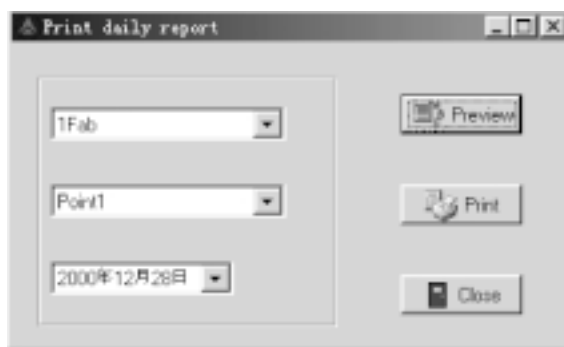 Print daily report
1Fab
Preview
Point1
Print
2000年12月28日
Close